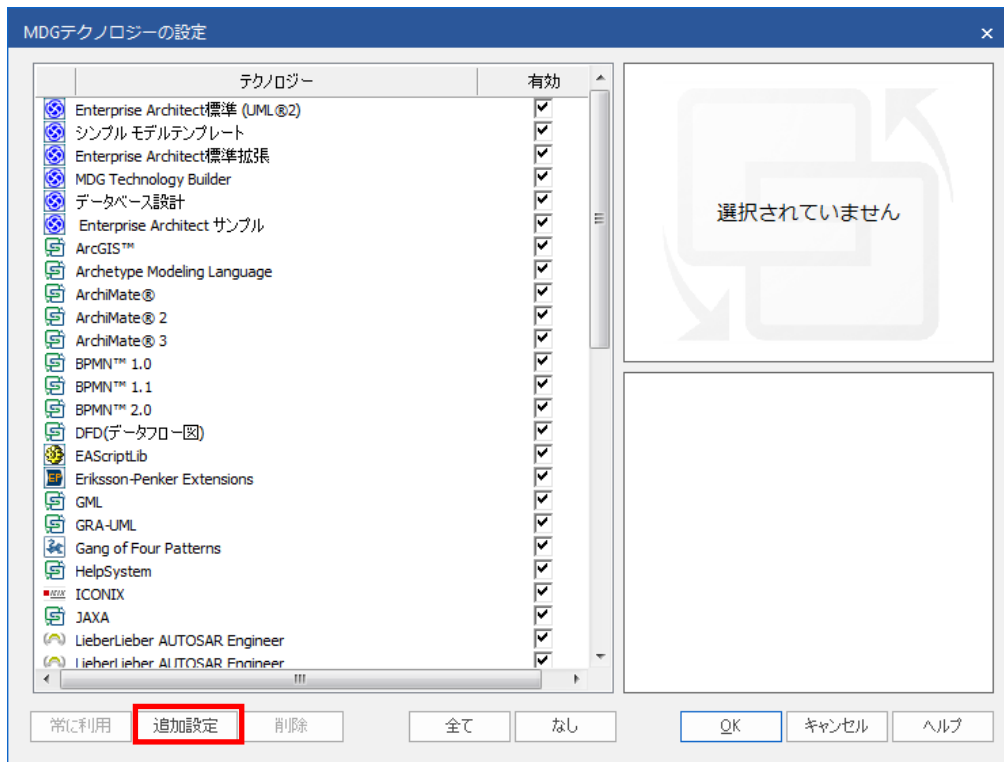 MDGテクノロジーの設定
テクノロジー 有効
Enterprise Architect標準 (UML®2)
シンプル モデルテンプレート
Enterprise Architect標準拡張
MDG Technology Builder
データベース設計
Enterprise Architect サンプル
ArcGIS™
Archetype Modeling Language
ArchiMate®
ArchiMate® 2
ArchiMate® 3
BPMN™ 1.0
BPMN™ 1.1
BPMN™ 2.0
DFD(データフロー図)
EAScriptLib
Eriksson-Penker Extensions
GML
GRA-UML
Gang of Four Patterns
HelpSystem
ICONIX
JAXA
LieberLieber AUTOSAR Engineer
LieberLieber AUTOSAR Engineer
選択されていません
常に利用 追加設定 削除 全て なし OK キャンセル ヘルプ